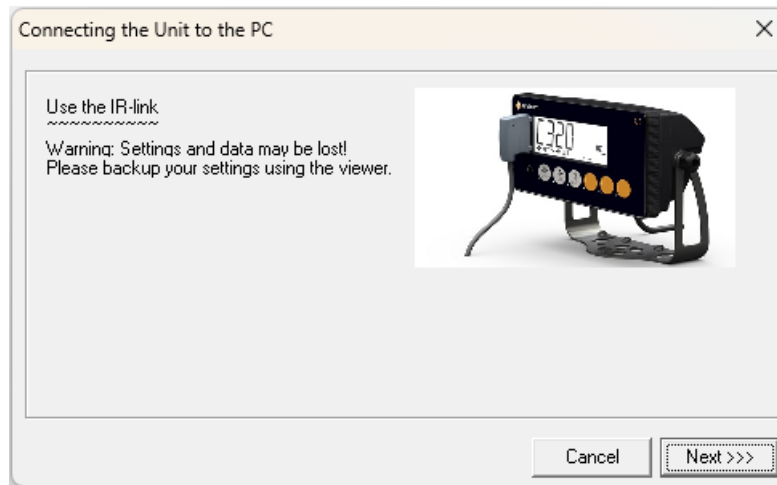 Connecting the Unit to the PC
Use the IR-link
~~~~~~~~~~
Warning: Settings and data may be lost!
Please backup your settings using the viewer.
C320
Cancel
Next >>>